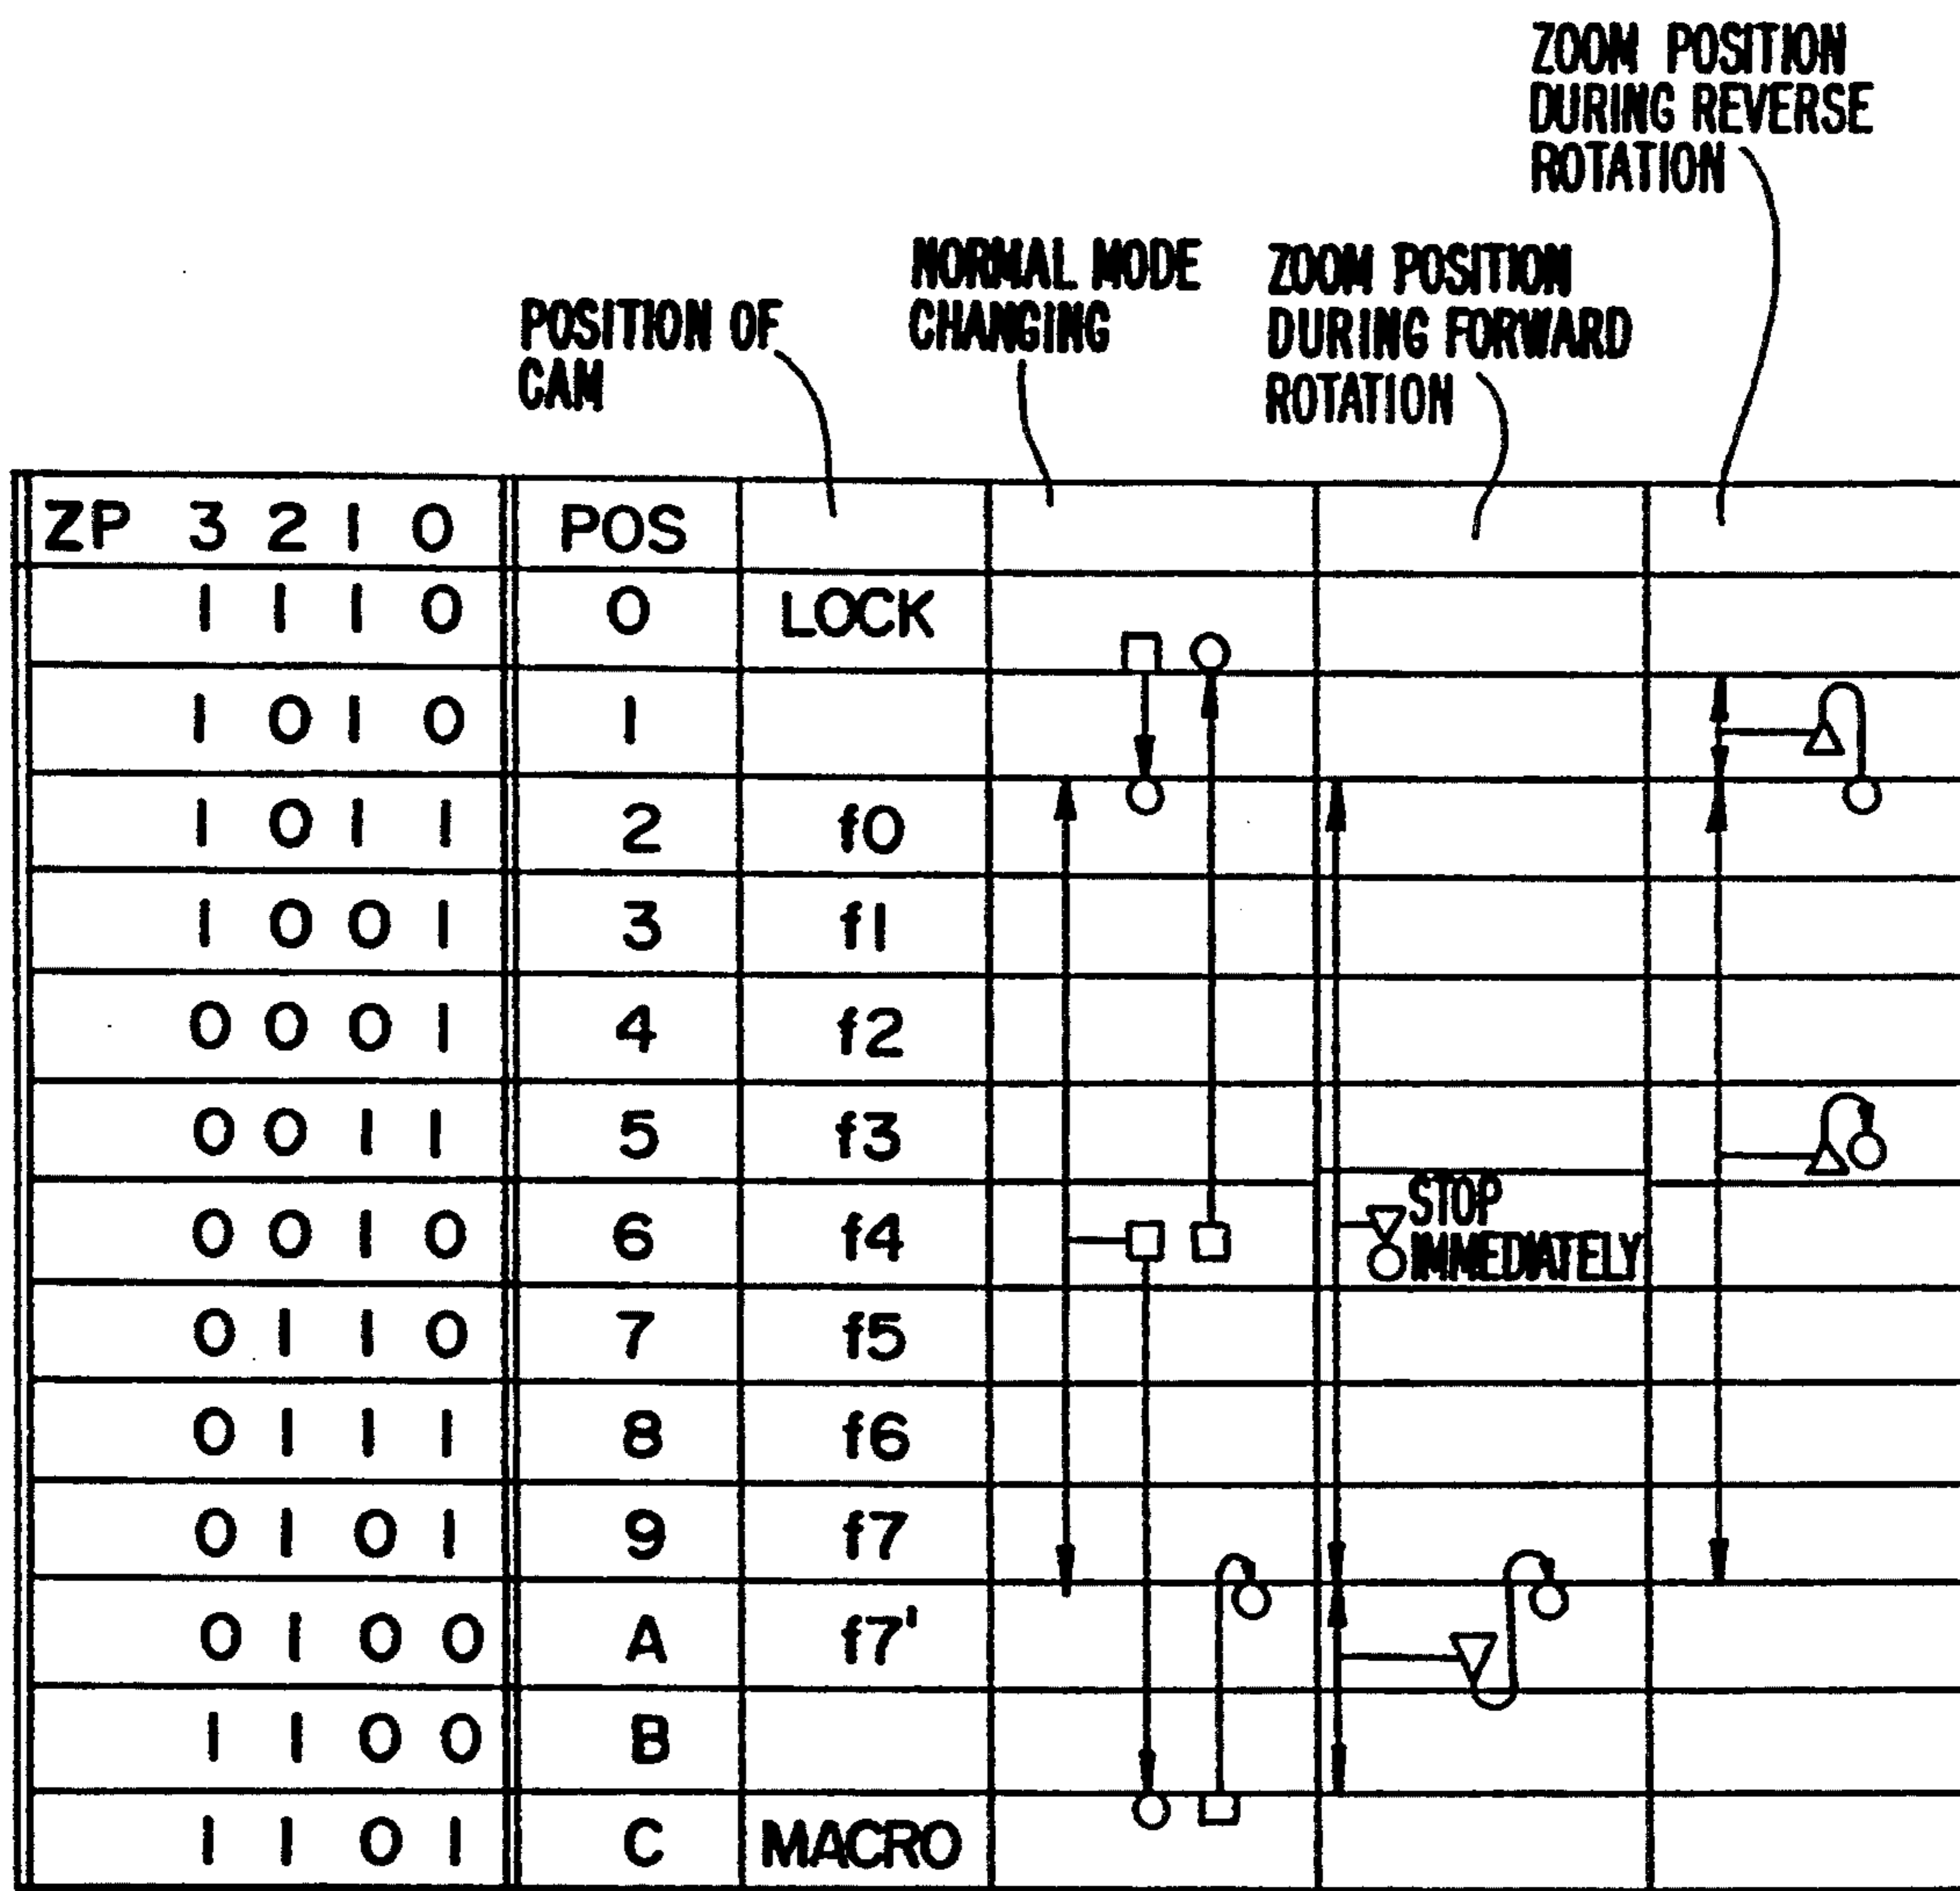 ZOOM POSITION
DURING REVERSE
ROTATION
NORMAL MODE
CHANGING
ZOOM POSITION
DURING FORWARD
ROTATION
POSITION OF
CAM
ZP 3 2 1 0 POS
1 1 1 0 0 LOCK
1 0 1 0 1
1 0 1 1 2 f0
1 0 0 1 3 f1
0 0 0 1 4 f2
0 0 1 1 5 f3
0 0 1 0 6 f4 STOP
IMMEDIATELY
0 1 1 0 7 f5
0 1 1 1 8 f6
0 1 0 1 9 f7
0 1 0 0 A f7'
1 1 0 0 B
1 1 0 1 C MACRO